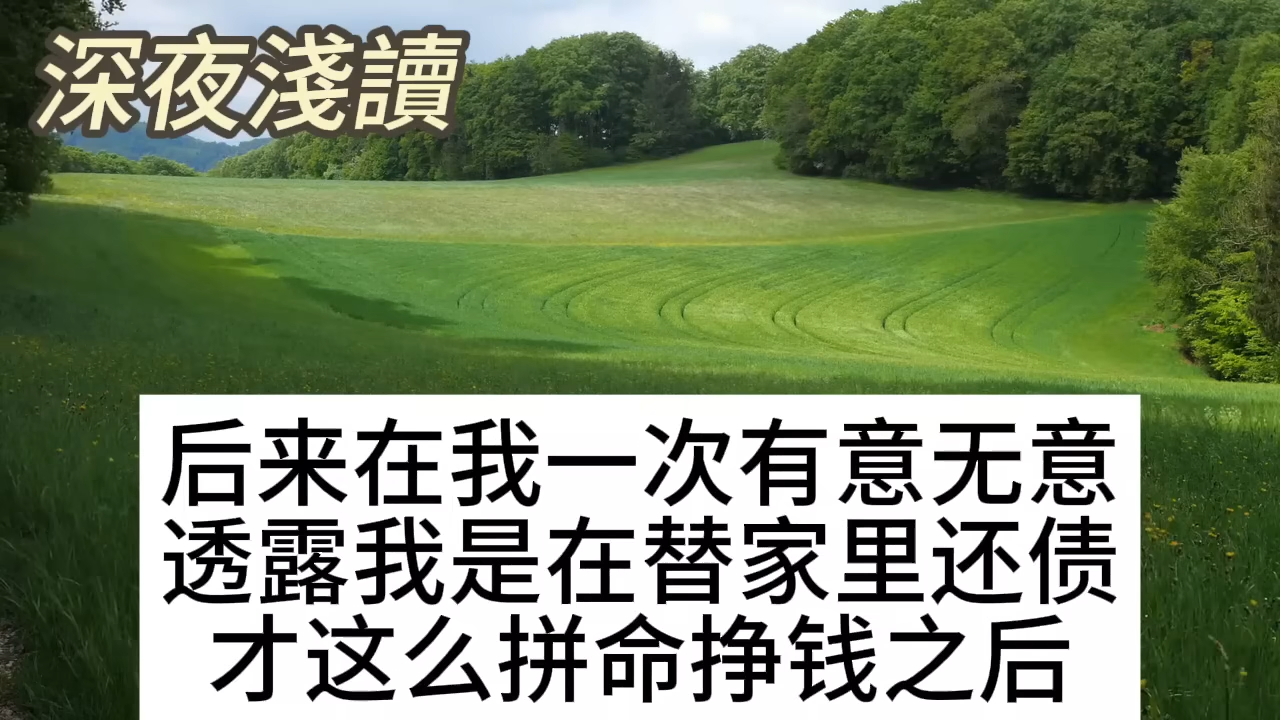 深夜淺讀
后来在我一次有意无意
透露我是在替家里还债
才这么拼命挣钱之后